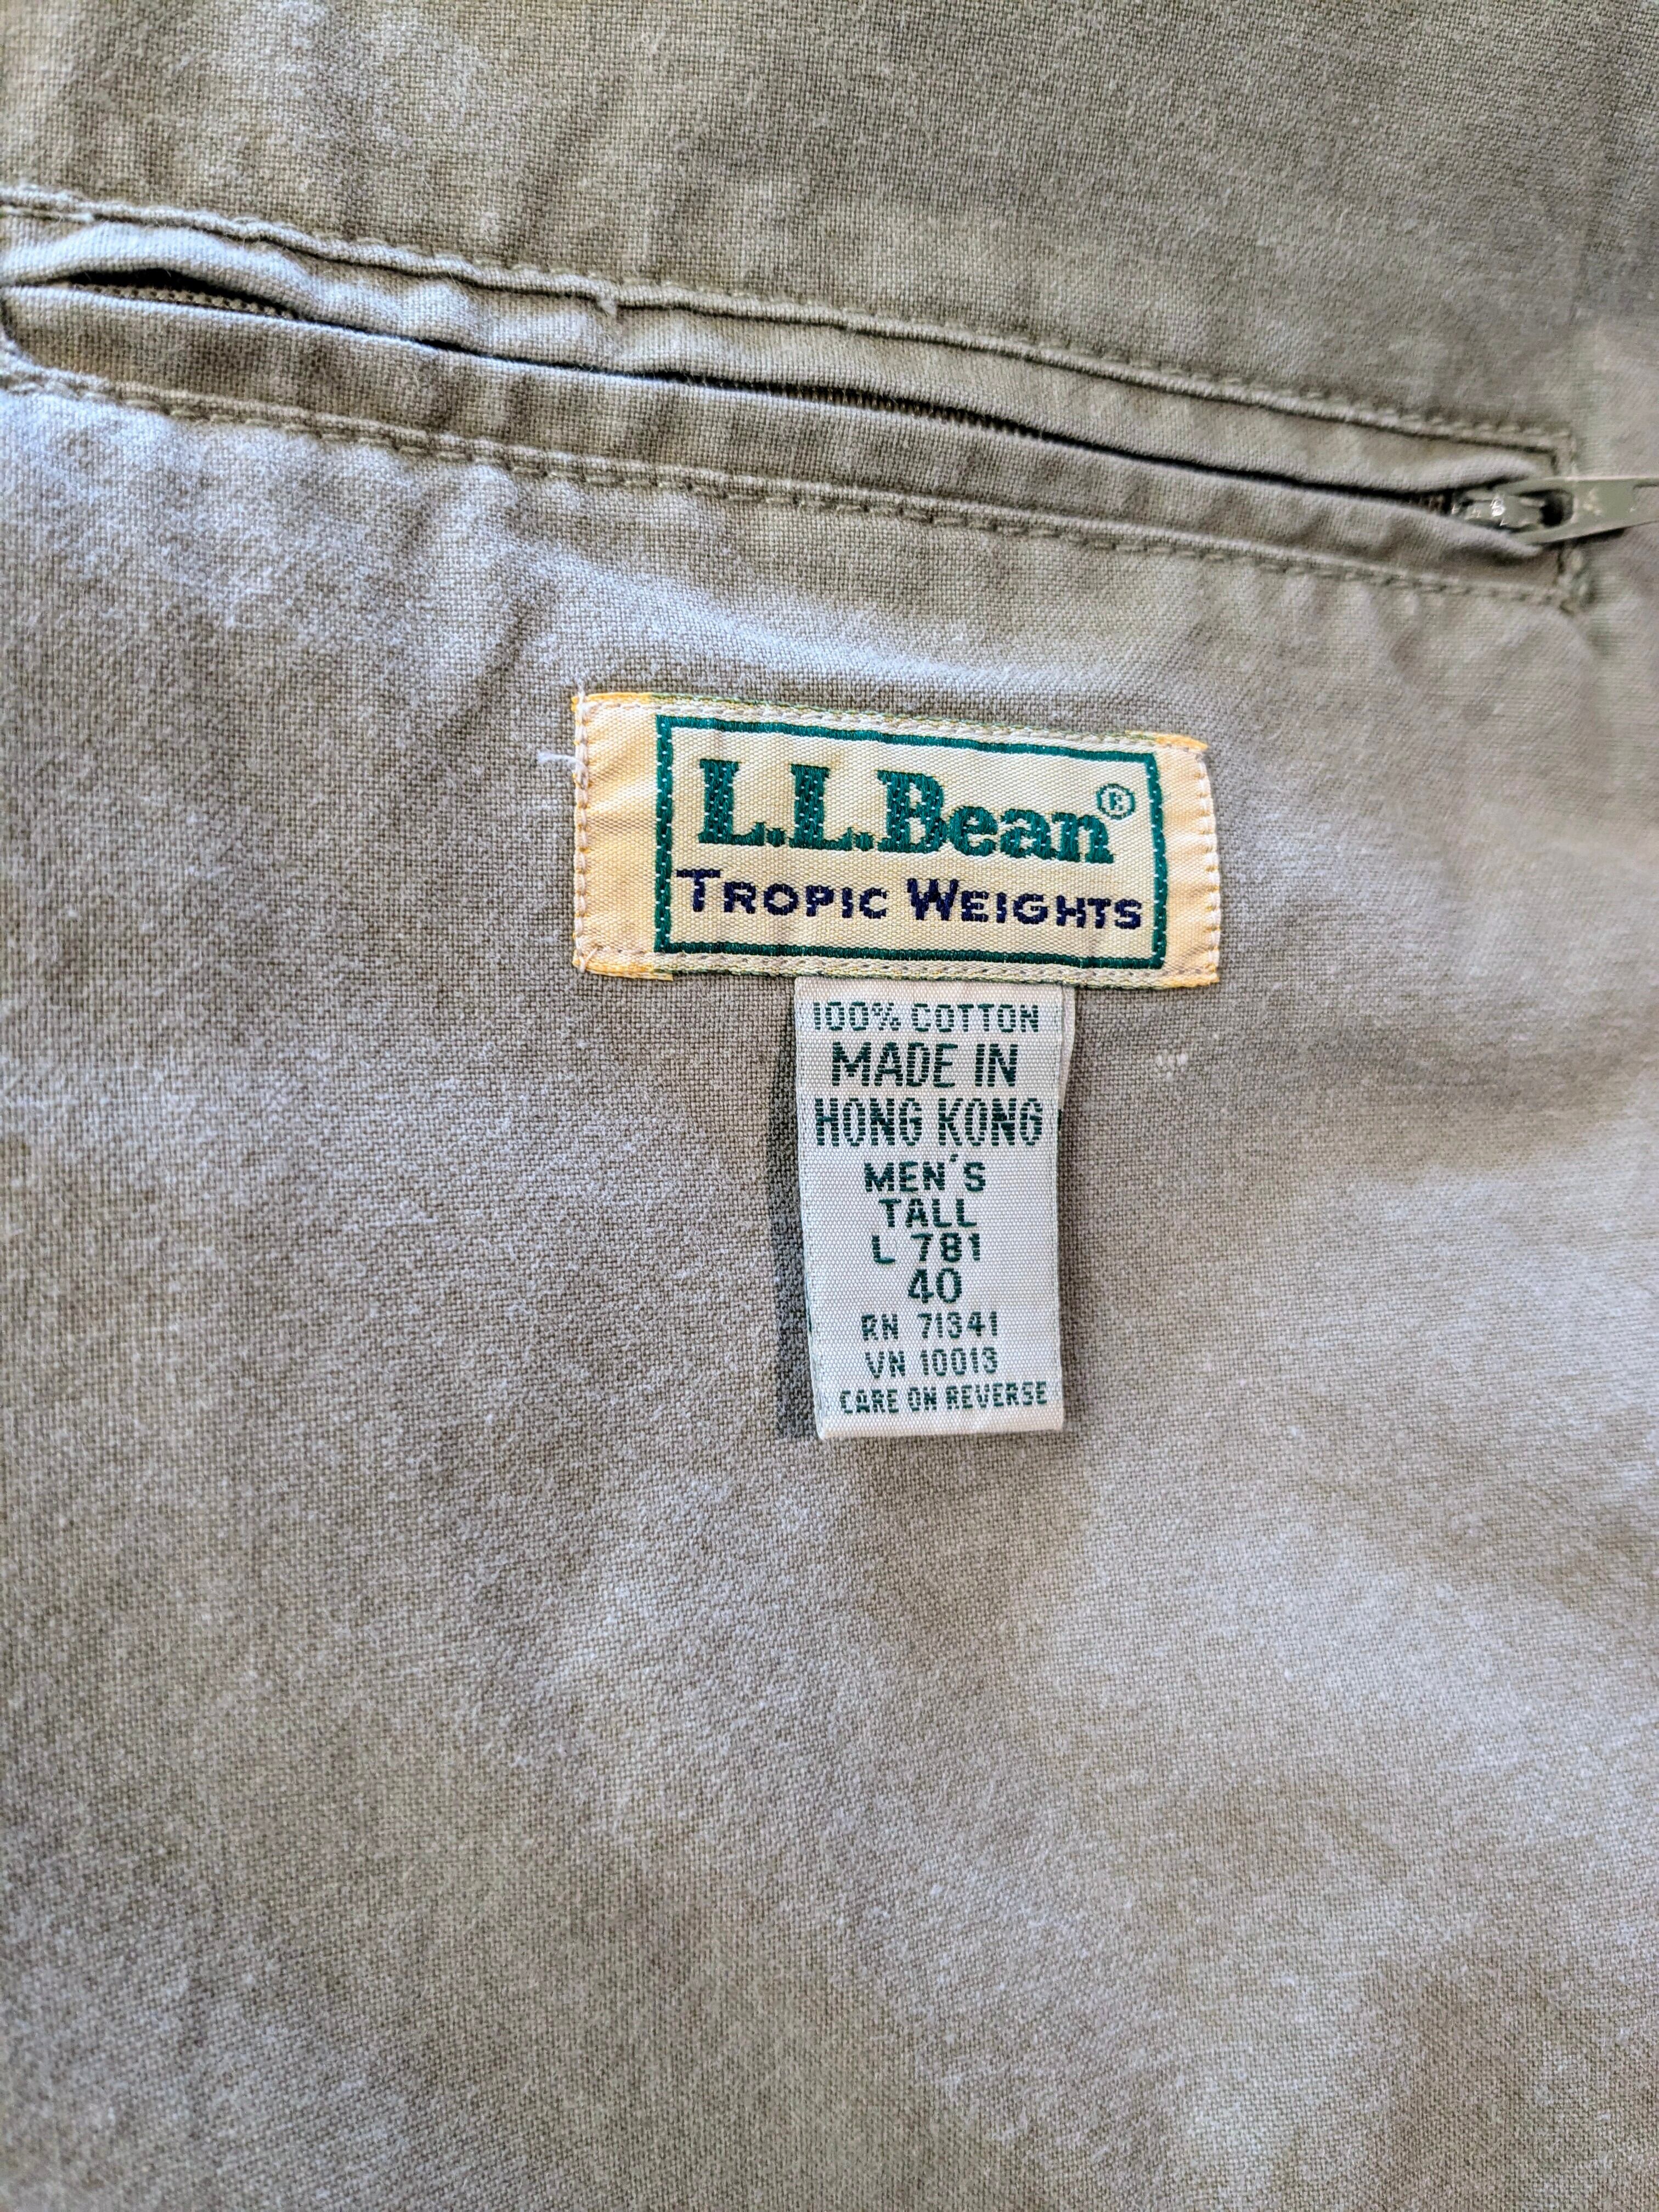 L.L.Bean®
TROPIC WEIGHTS
100% COTTON
MADE IN
HONG KONG
MEN'S
TALL
L 781
40
RN 71341
VN 10013
CARE ON REVERSE